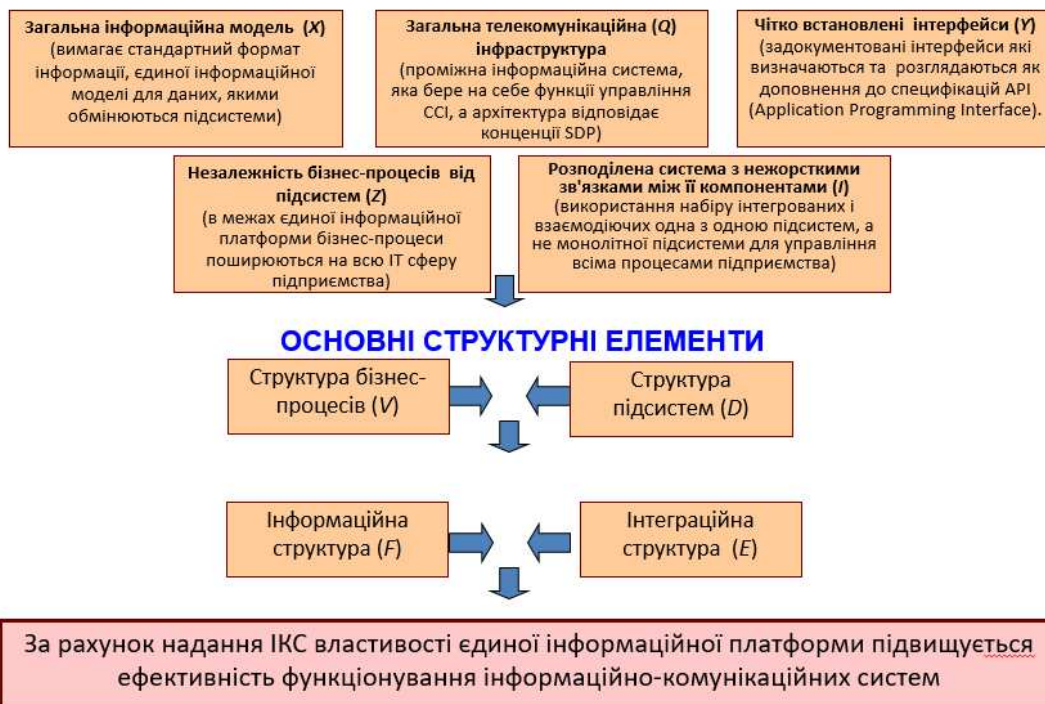 Загальна інформаційна модель (X)
(вимагає стандартний формат
інформації, єдиної інформаційної
моделі для даних, якими
обмінюються підсистеми)
Загальна телекомунікаційна (Q)
інфраструктура
(проміжна інформаційна система,
яка бере на себе функції управління
ССІ, а архітектура відповідає
конценції SDP)
Чітко встановлені інтерфейси (Y)
(задокументовані інтерфейси які
визначаються та розглядаються як
доповнення до специфікацій API
(Application Programming Interface).
Незалежність бізнес-процесів від
підсистем (Z)
(в межах єдиної інформаційної
платформи бізнес-процеси
поширюються на всю ІТ сферу
підприємства)
Розподілена система з нежорсткими
зв'язками між її компонентами (I)
(використання набіру інтегрованих і
взаємодіючих одна з одною підсистем, а
не монолітної підсистеми для управління
всіма процесами підприємства)
ОСНОВНІ СТРУКТУРНІ ЕЛЕМЕНТИ
Структура бізнес-
процесів (V)
Структура
підсистем (D)
Інформаційна
структура (F)
Інтеграційна
структура (E)
За рахунок надання ІКС властивості єдиної інформаційної платформи підвищується
ефективність функціонування інформаційно-комунікаційних систем